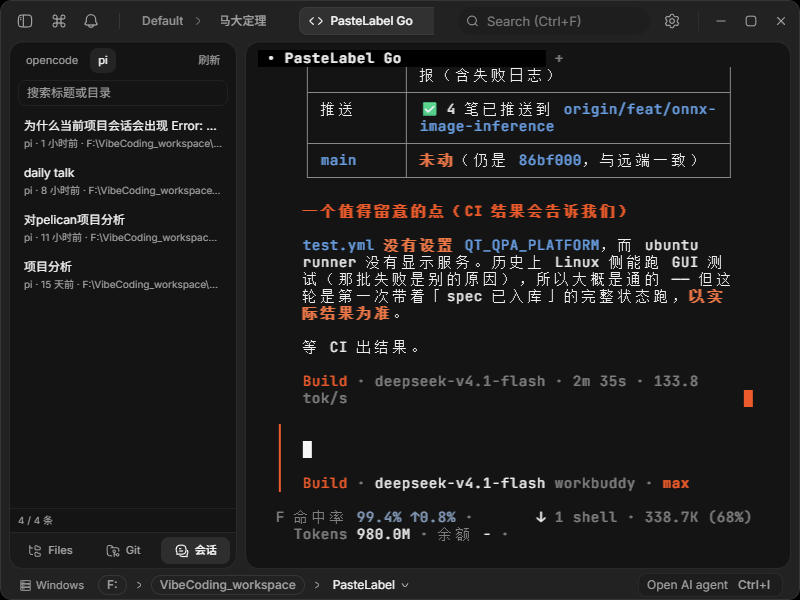 Default > 马大定理 <> PasteLabel Go Search (Ctrl+F)
opencode pi 刷新
搜索标题或目录
为什么当前项目会话会出现 Error: ...
pi · 1 小时前 · F:\VibeCoding_workspace\...
daily talk
pi · 8 小时前 · F:\VibeCoding_workspace...
对pelican项目分析
pi · 11 小时前 · F:\VibeCoding_workspac...
项目分析
pi · 15 天前 · F:\VibeCoding_workspace\...
4 / 4 条
Files Git 会话
• PasteLabel Go +
报（含失败日志）
推送 ✅ 4 笔已推送到 origin/feat/onnx-
image-inference
main 未动（仍是 86bf000，与远端一致）
一个值得留意的点（CI 结果会告诉我们）
test.yml 没有设置 QT_QPA_PLATFORM，而 ubuntu
runner 没有显示服务。历史上 Linux 侧能跑 GUI 测
试（那批失败是别的原因），所以大概是通的 —— 但这
轮是第一次带着「spec 已入库」的完整状态跑，以实
际结果为准。
等 CI 出结果。
Build · deepseek-v4.1-flash · 2m 35s · 133.8
tok/s
Build · deepseek-v4.1-flash workbuddy · max
F 命中率 99.4% ↑0.8% · ↓ 1 shell · 338.7K (68%)
Tokens 980.0M · 余额 - ·
Windows F: > VibeCoding_workspace > PasteLabel Open AI agent Ctrl+I